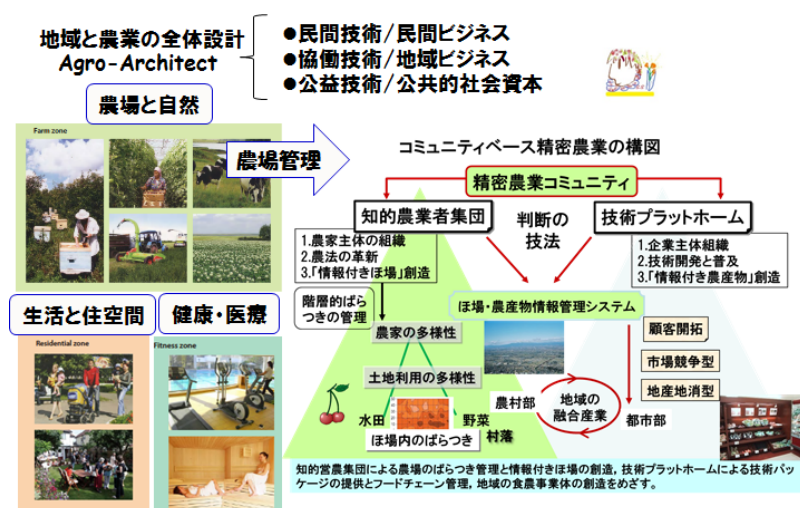 地域と農業の全体設計
Agro-Architect
●民間技術/民間ビジネス
●協働技術/地域ビジネス
●公益技術/公共的社会資本
農場と自然
Farm zone
農場管理
生活と住空間
Residential zone
健康・医療
Fitness zone
コミュニティベース精密農業の構図
精密農業コミュニティ
知的農業者集団
判断の
技法
技術プラットホーム
1.農家主体の組織
2.農法の革新
3.「情報付きほ場」創造
1.企業主体組織
2.技術開発と普及
3.「情報付き農産物」創造
階層的ばら
つきの管理
ほ場・農産物情報管理システム
農家の多様性
土地利用の多様性
水田
野菜
ほ場内のばらつき
村落
農村部
地域の
融合産業
都市部
顧客開拓
市場競争型
地産地消型
知的営農集団による農場のばらつき管理と情報付きほ場の創造，技術プラットホームによる技術パッ
ケージの提供とフードチェーン管理，地域の食農事業体の創造をめざす。